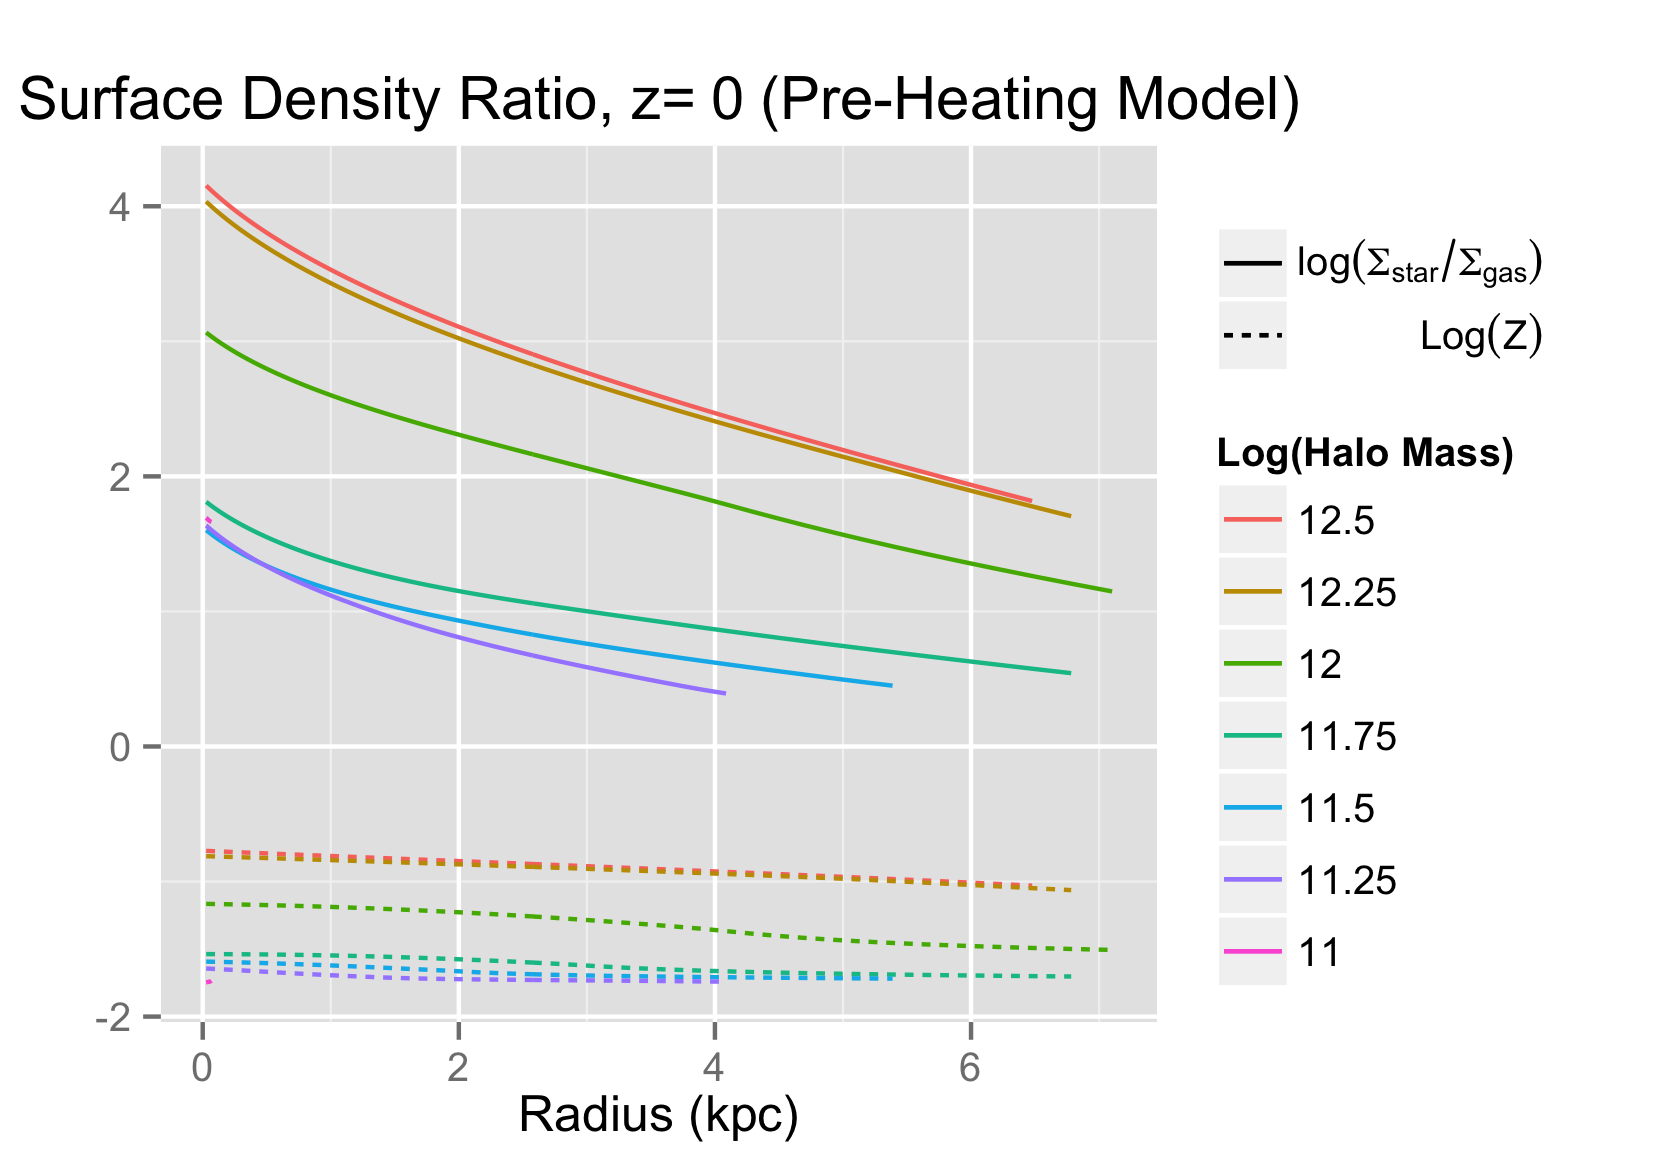 Surface Density Ratio, z= 0 (Pre-Heating Model)
4
2
0
-2
0 2 4 6
Radius (kpc)
log(Σstar/Σgas)
Log(Z)
Log(Halo Mass)
12.5
12.25
12
11.75
11.5
11.25
11